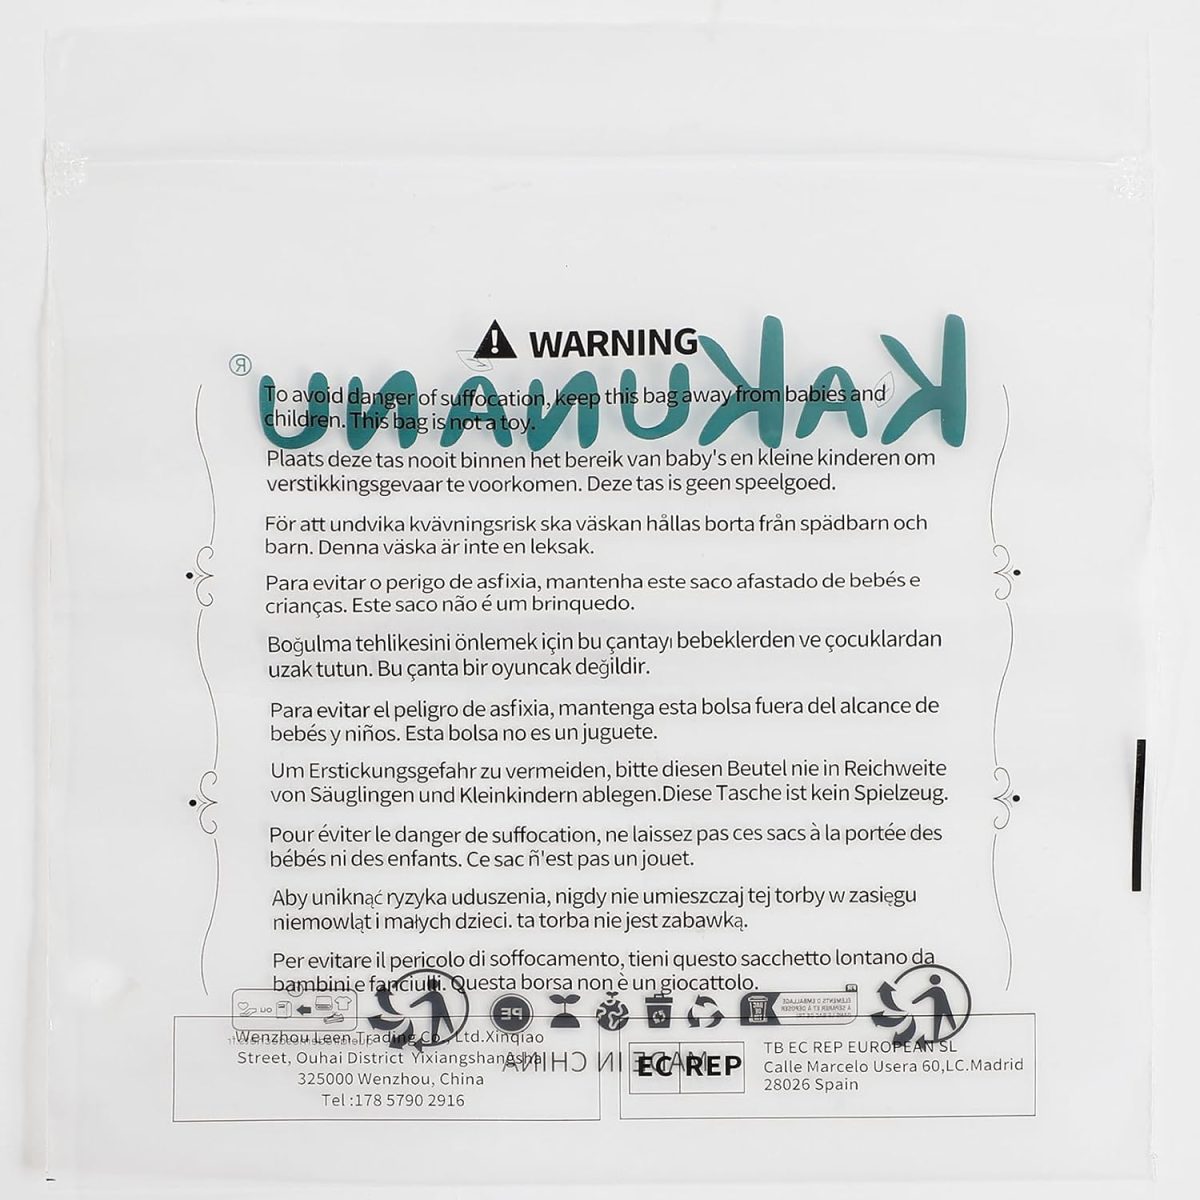 WARNING
KaKUNANU®
To avoid danger of suffocation, keep this bag away from babies and
children. This bag is not a toy.
Plaats deze tas nooit binnen het bereik van baby's en kleine kinderen om
verstikkingsgevaar te voorkomen. Deze tas is geen speelgoed.
För att undvika kvävningsrisk ska väskan hållas borta från spädbarn och
barn. Denna väska är inte en leksak.
Para evitar o perigo de asfixia, mantenha este saco afastado de bebés e
crianças. Este saco não é um brinquedo.
Boğulma tehlikesini önlemek için bu çantayı bebeklerden ve çocuklardan
uzak tutun. Bu çanta bir oyuncak değildir.
Para evitar el peligro de asfixia, mantenga esta bolsa fuera del alcance de
bebés y niños. Esta bolsa no es un juguete.
Um Erstickungsgefahr zu vermeiden, bitte diesen Beutel nie in Reichweite
von Säuglingen und Kleinkindern ablegen.Diese Tasche ist kein Spielzeug.
Pour éviter le danger de suffocation, ne laissez pas ces sacs à la portée des
bébés ni des enfants. Ce sac ñ'est pas un jouet.
Aby uniknąć ryzyka uduszenia, nigdy nie umieszczaj tej torby w zasięgu
niemowląt i małych dzieci. ta torba nie jest zabawką.
Per evitare il pericolo di soffocamento, tieni questo sacchetto lontano da
bambini e fanciulli. Questa borsa non è un giocattolo.
OU
PE
ÉLÉMENTS D'EMBALLAGE
À SÉPARER ET À DÉPOSER
MADE IN CHINA
Wenzhou Leen Trading Co., Ltd.Xinqiao
Street, Ouhai District Yixiangshangsha
325000 Wenzhou, China
Tel :178 5790 2916
EC REP
TB EC REP EUROPEAN SL
Calle Marcelo Usera 60,LC.Madrid
28026 Spain